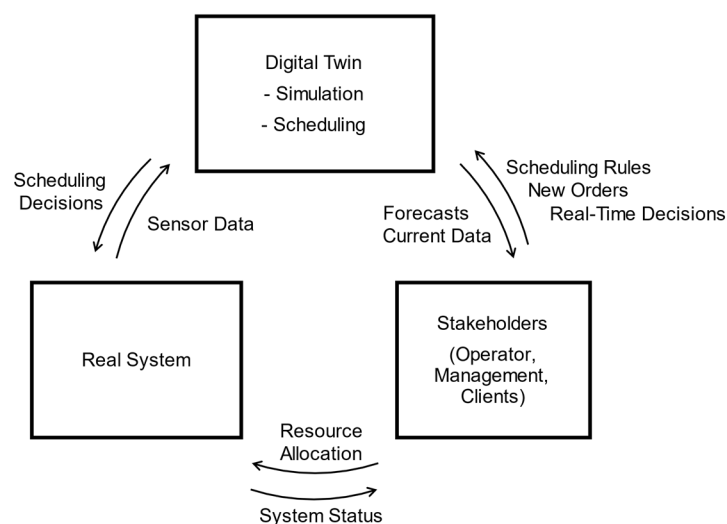 Digital Twin
- Simulation
- Scheduling
Scheduling
Decisions
Sensor Data
Scheduling Rules
New Orders
Real-Time Decisions
Forecasts
Current Data
Real System
Stakeholders
(Operator,
Management,
Clients)
Resource
Allocation
System Status